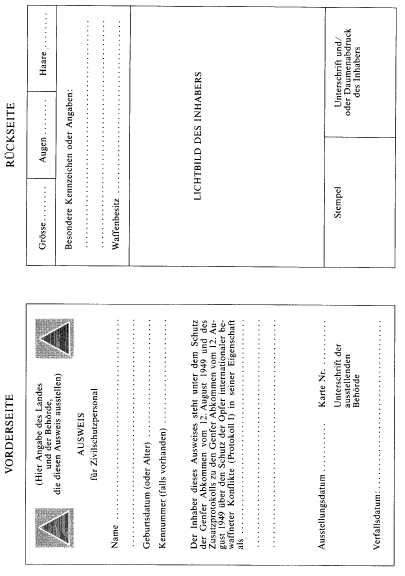 VORDERSEITE
(Hier Angabe des Landes
und der Behörde,
die diesen Ausweis ausstellen)
AUSWEIS
für Zivilschutzpersonal
Name ........................................
Geburtsdatum (oder Alter) ....................
Kennummer (falls vorhanden) ..................
Der Inhaber dieses Ausweises steht unter dem Schutz
der Genfer Abkommen vom 12. August 1949 und des
Zusatzprotokolls zu den Genfer Abkommen vom 12. Au-
gust 1949 über den Schutz der Opfer internationaler be-
waffneter Konflikte (Protokoll I) in seiner Eigenschaft
als ..........................................
Ausstellungsdatum ........ Karte Nr. ........
Unterschrift der
ausstellenden
Behörde
Verfallsdatum: ........
RÜCKSEITE
Grösse........ Augen ........ Haare ........
Besondere Kennzeichen oder Angaben:
..............................................
..............................................
Waffenbesitz .................................
LICHTBILD DES INHABERS
Stempel
Unterschrift und/
oder Daumenabdruck
des Inhabers